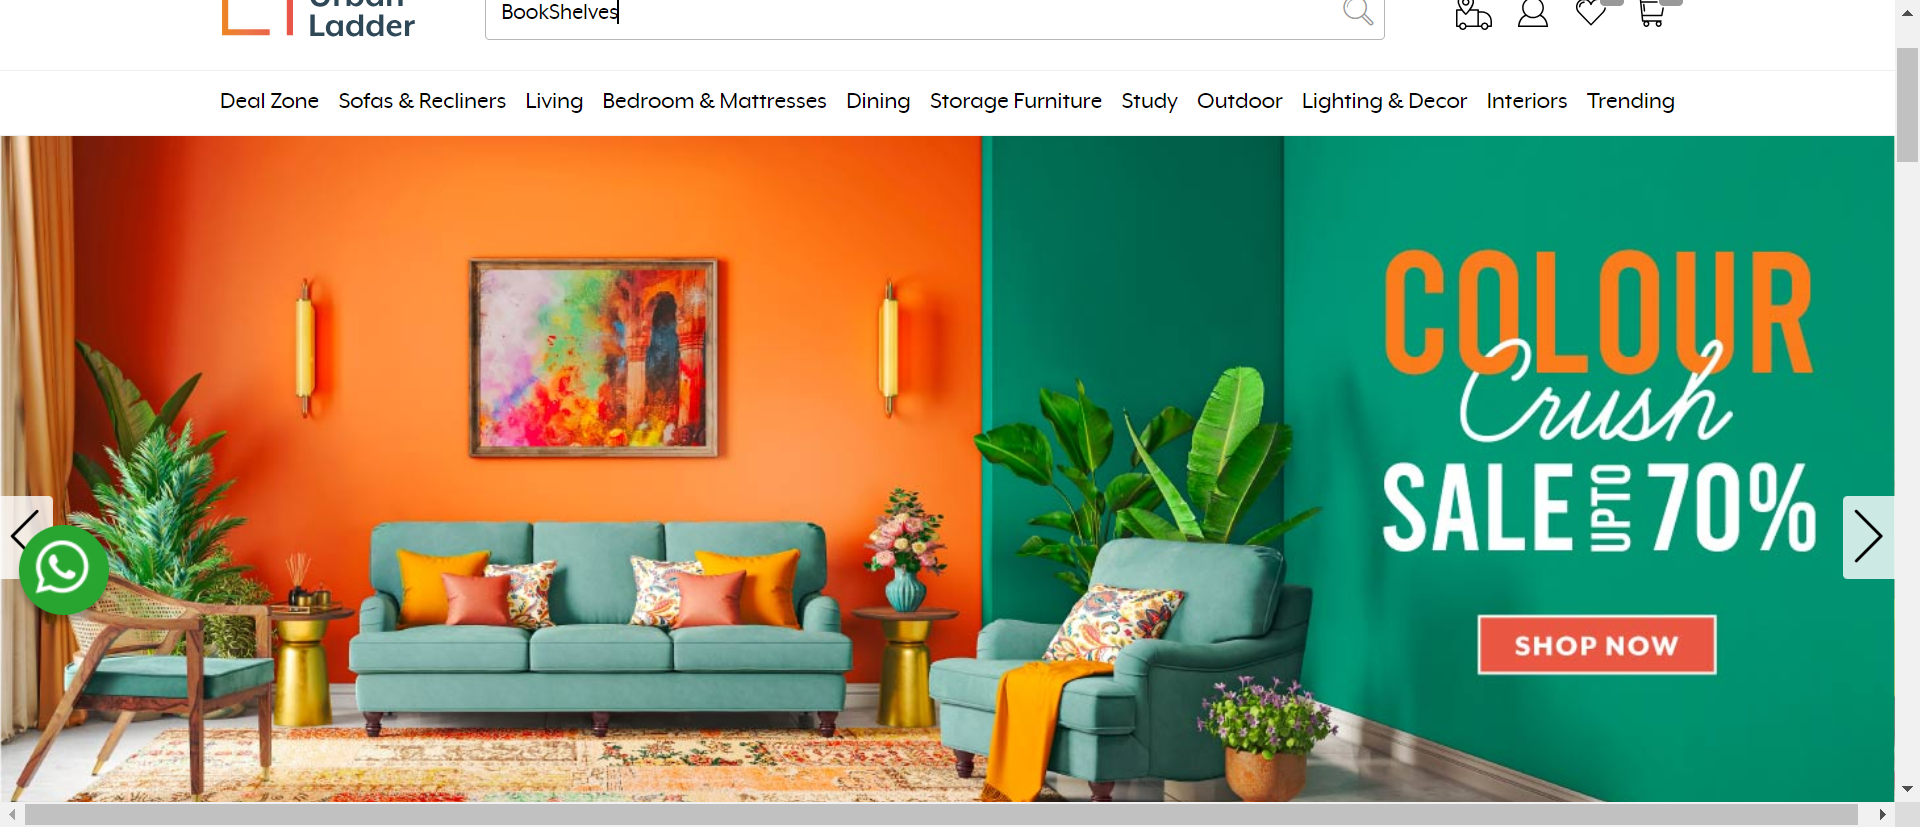 Urban
Ladder
BookShelves
Deal Zone Sofas & Recliners Living Bedroom & Mattresses Dining Storage Furniture Study Outdoor Lighting & Decor Interiors Trending
COLOUR
Crush
SALE UPTO 70%
SHOP NOW